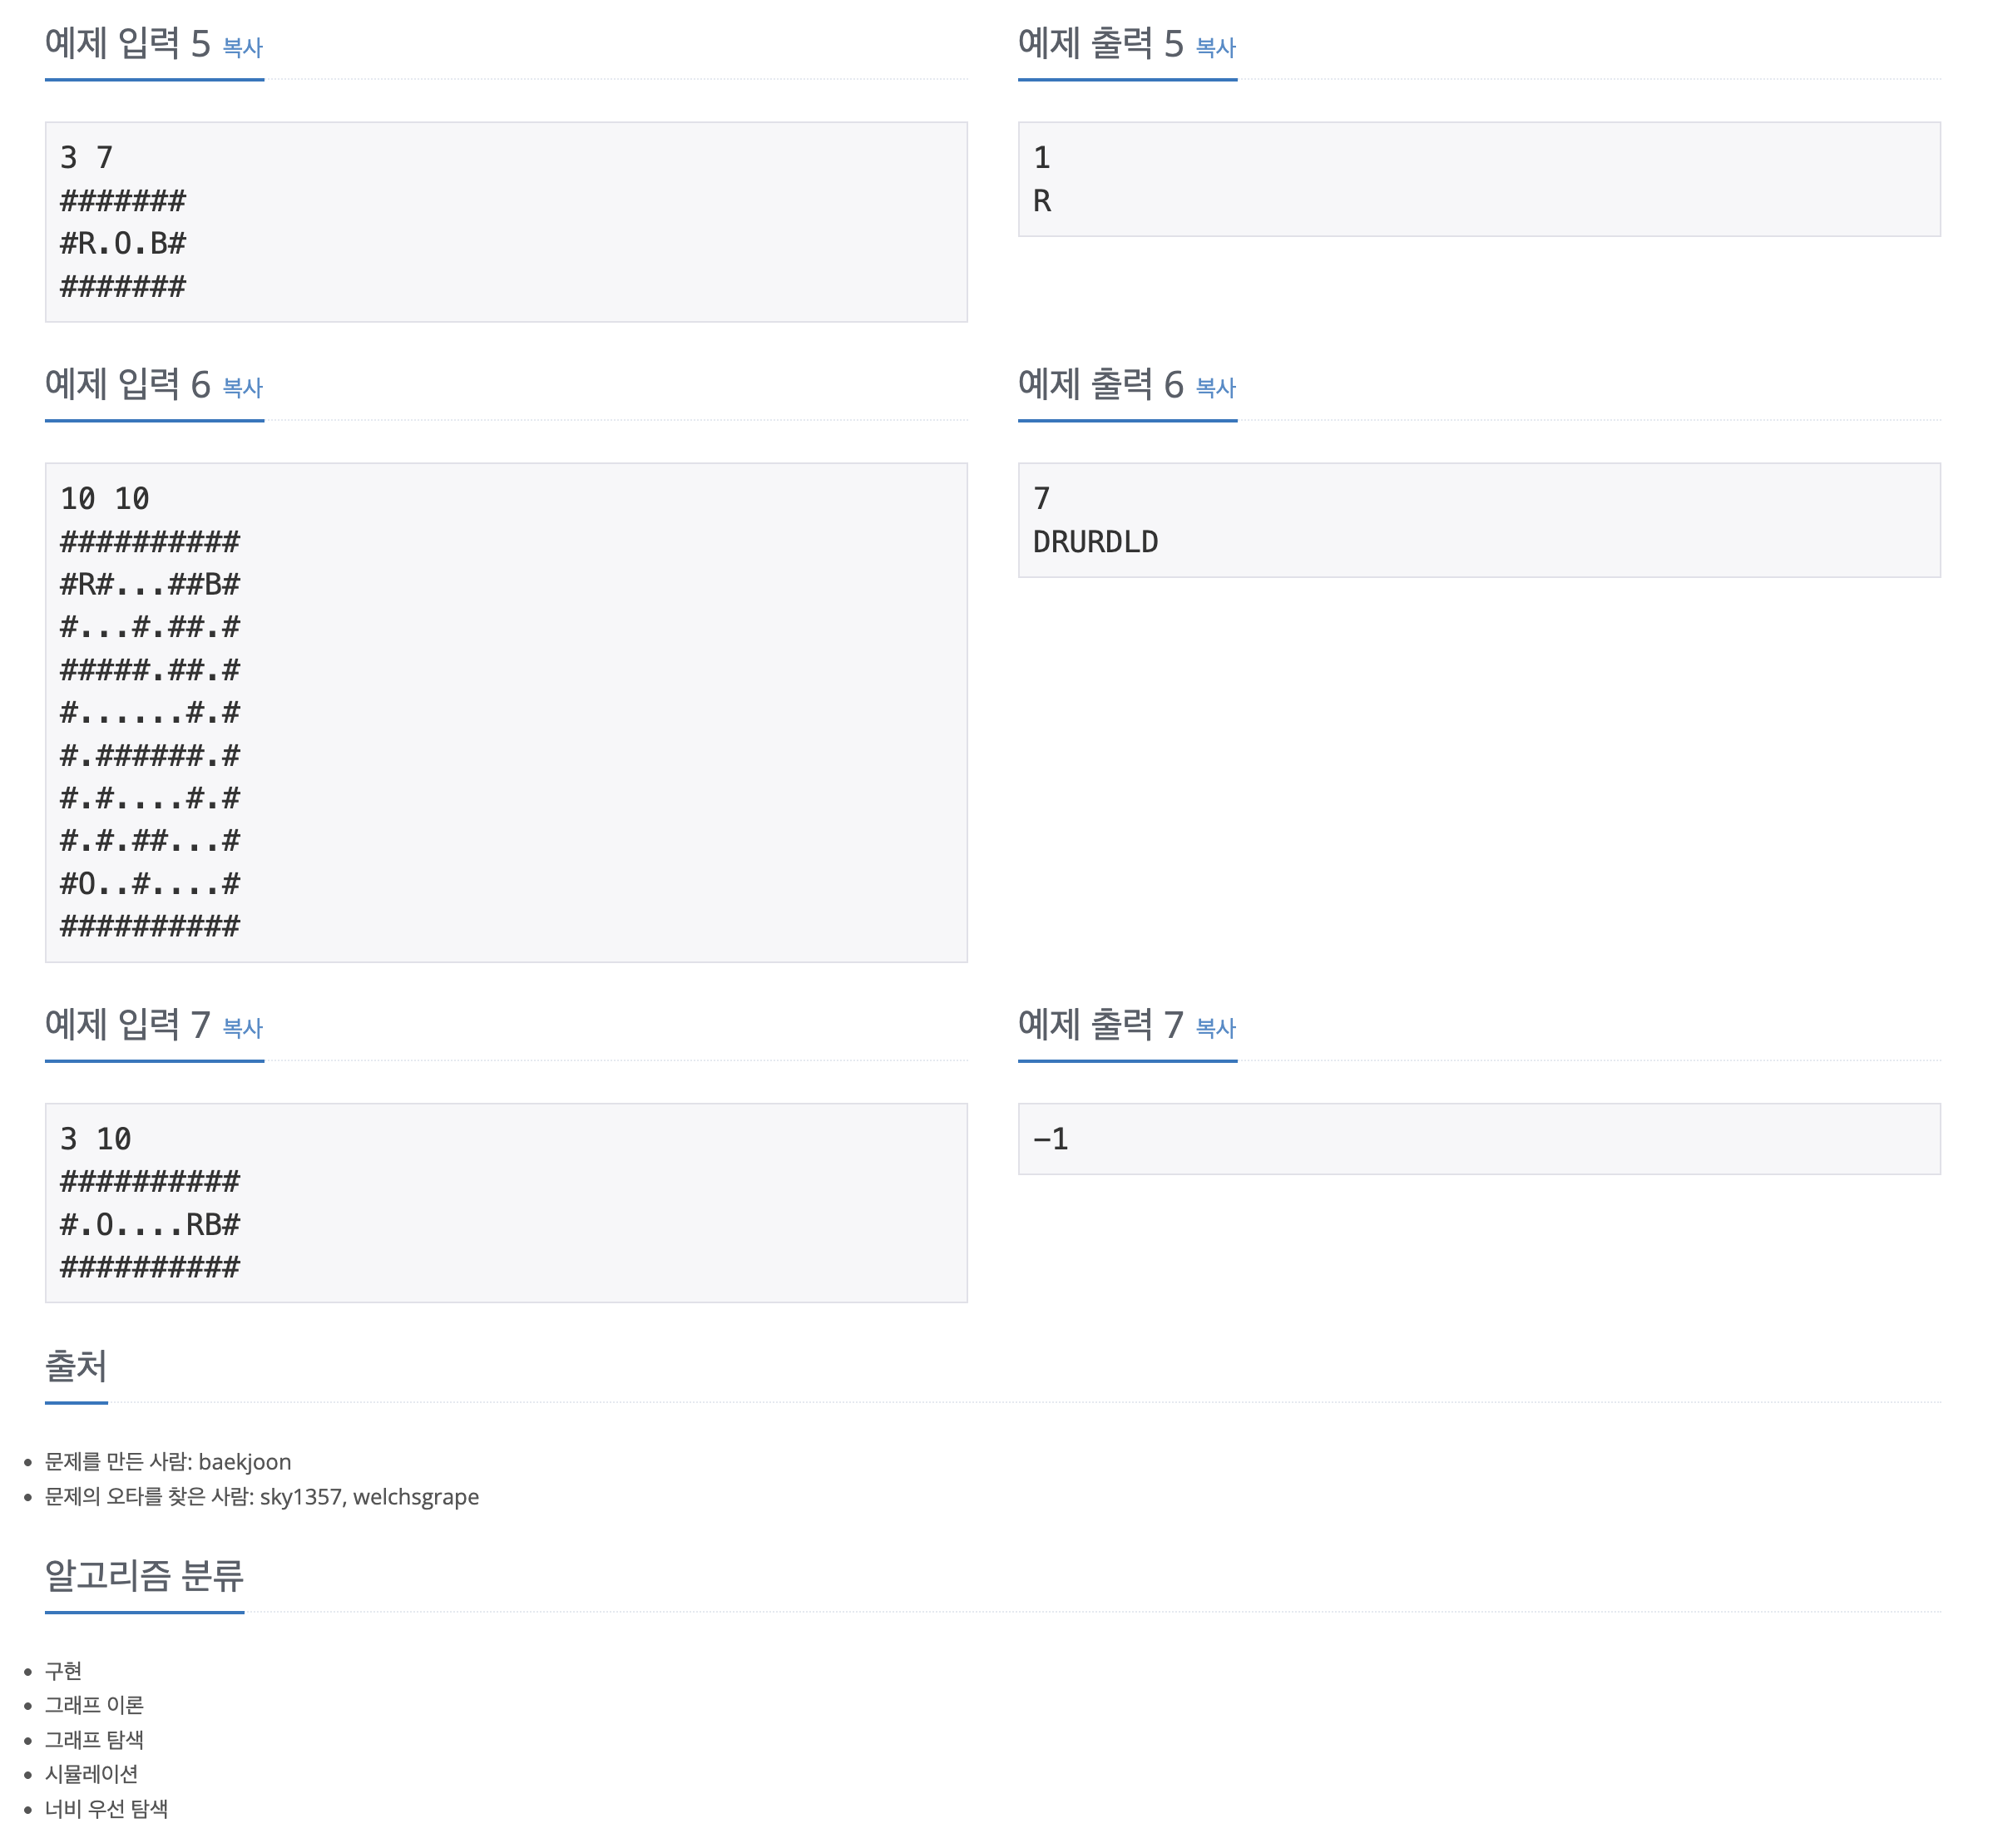 예제 입력 5 복사
3 7
#######
#R.O.B#
#######
예제 출력 5 복사
1
R
예제 입력 6 복사
10 10
##########
#R#...##B#
#...#.##.#
#####.##.#
#......#.#
#.######.#
#.#....#.#
#.#.##...#
#O..#....#
##########
예제 출력 6 복사
7
DRURDLD
예제 입력 7 복사
3 10
##########
#.O....RB#
##########
예제 출력 7 복사
-1
출처
문제를 만든 사람: baekjoon
문제의 오타를 찾은 사람: sky1357, welchsgrape
알고리즘 분류
구현
그래프 이론
그래프 탐색
시뮬레이션
너비 우선 탐색